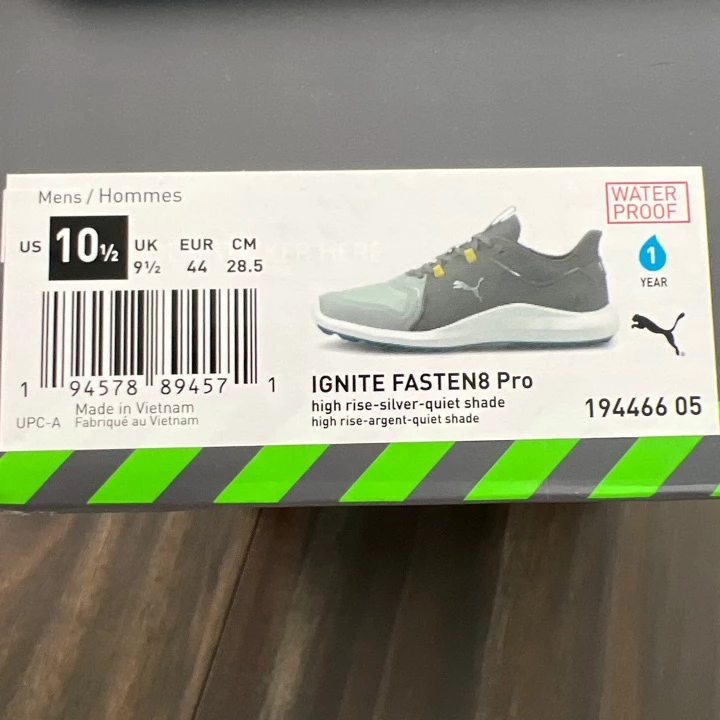 Mens / Hommes
US 10½ UK 9½ EUR 44 CM 28.5
1 94578 89457 1
UPC-A
Made in Vietnam
Fabriqué au Vietnam
IGNITE FASTEN8 Pro
high rise-silver-quiet shade
high rise-argent-quiet shade
194466 05
WATER
PROOF
1
YEAR